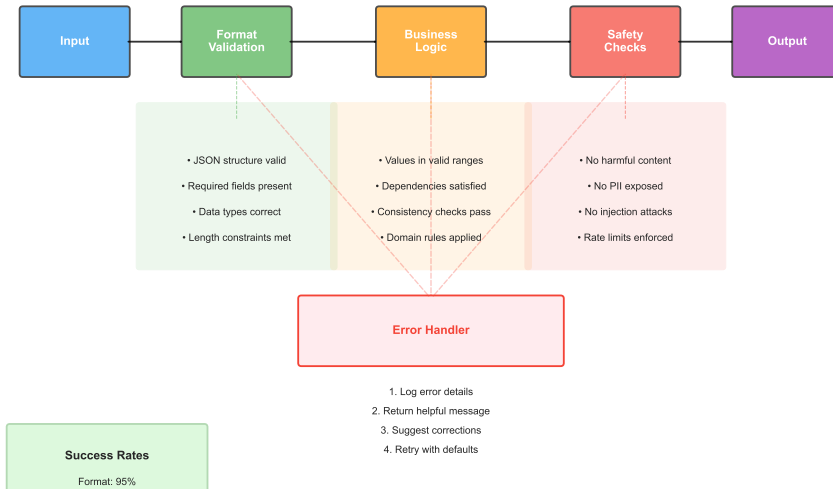 Input
Format
Validation
Business
Logic
Safety
Checks
Output
• JSON structure valid
• Required fields present
• Data types correct
• Length constraints met
• Values in valid ranges
• Dependencies satisfied
• Consistency checks pass
• Domain rules applied
• No harmful content
• No PII exposed
• No injection attacks
• Rate limits enforced
Error Handler
1. Log error details
2. Return helpful message
3. Suggest corrections
4. Retry with defaults
Success Rates
Format: 95%